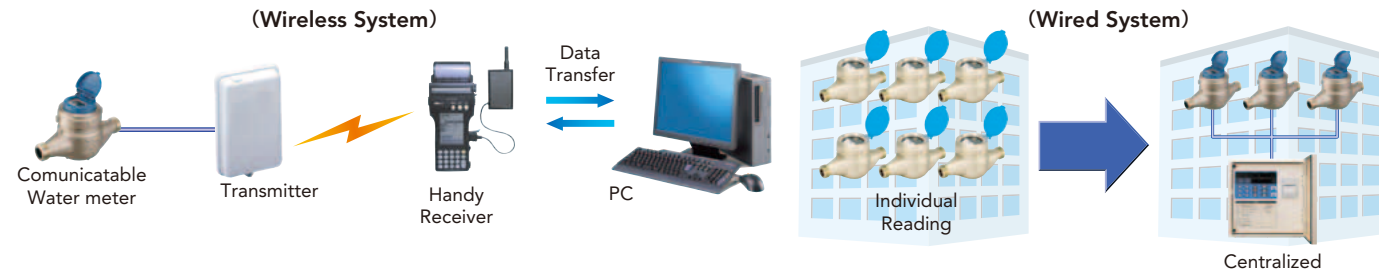 (Wireless System)
(Wired System)
Data
Transfer
Comunicatable
Water meter
Transmitter
Handy
Receiver
PC
Individual
Reading
Centralized